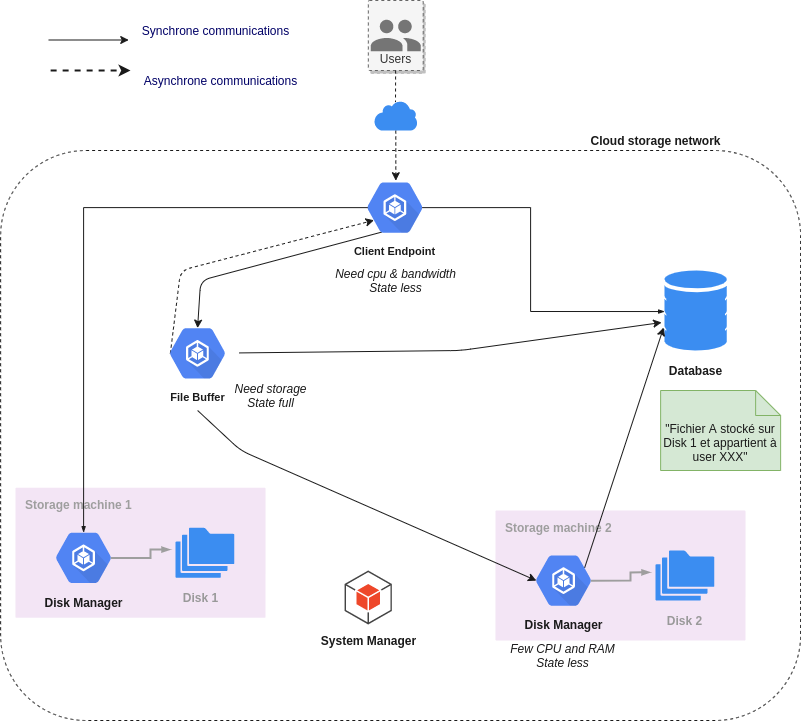 Synchrone communications
Asynchrone communications
Users
Cloud storage network
Client Endpoint
Need cpu & bandwidth
State less
File Buffer
Need storage
State full
Database
"Fichier A stocké sur
Disk 1 et appartient à
user XXX"
Storage machine 1
Disk Manager
Disk 1
System Manager
Storage machine 2
Disk Manager
Disk 2
Few CPU and RAM
State less